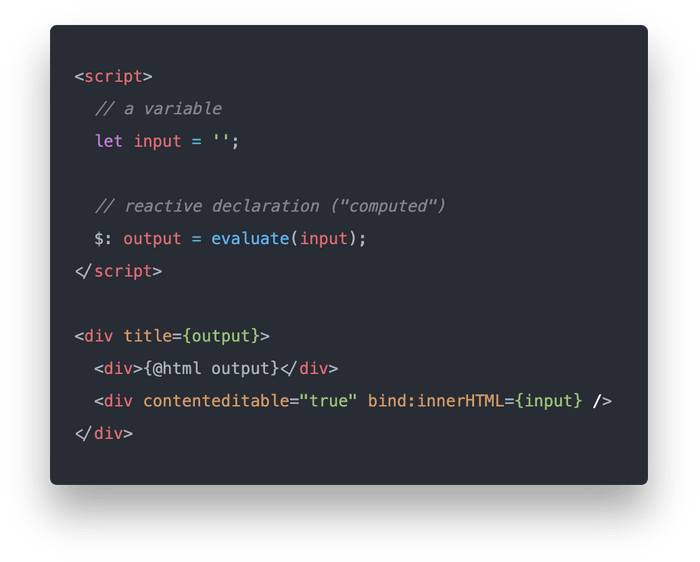 <script>
// a variable
let input = '';
// reactive declaration ("computed")
$: output = evaluate(input);
</script>
<div title={output}>
<div>{@html output}</div>
<div contenteditable="true" bind:innerHTML={input} />
</div>